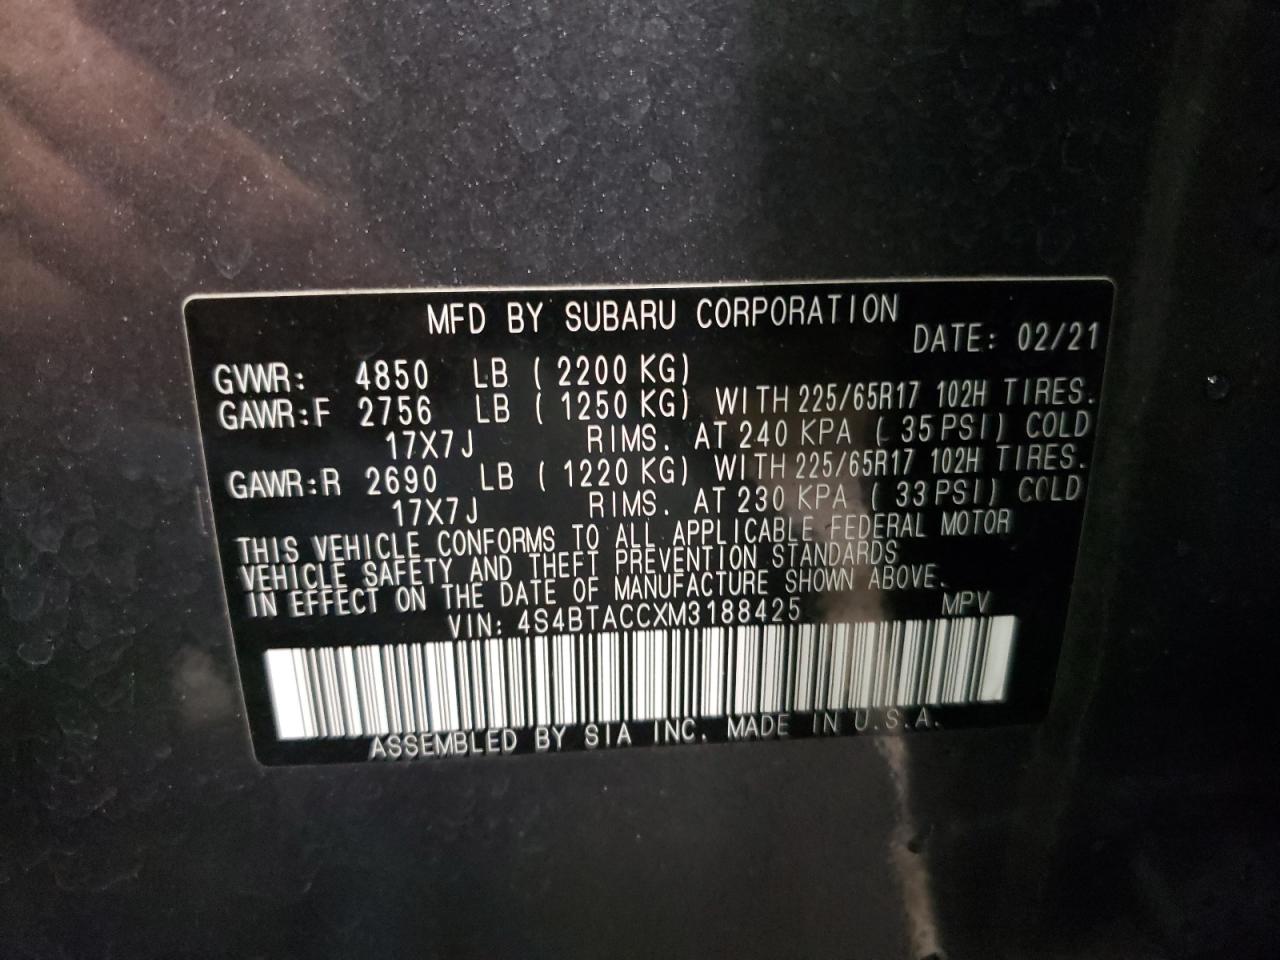 MFD BY SUBARU CORPORATION
DATE: 02/21
GVWR: 4850 LB ( 2200 KG)
GAWR:F 2756 LB ( 1250 KG) WITH 225/65R17 102H TIRES.
17X7J RIMS. AT 240 KPA ( 35 PSI) COLD
GAWR:R 2690 LB ( 1220 KG) WITH 225/65R17 102H TIRES.
17X7J RIMS. AT 230 KPA ( 33 PSI) COLD
THIS VEHICLE CONFORMS TO ALL APPLICABLE FEDERAL MOTOR
VEHICLE SAFETY AND THEFT PREVENTION STANDARDS
IN EFFECT ON THE DATE OF MANUFACTURE SHOWN ABOVE.
VIN: 4S4BTACCXM3188425 MPV
ASSEMBLED BY SIA INC. MADE IN U.S.A.